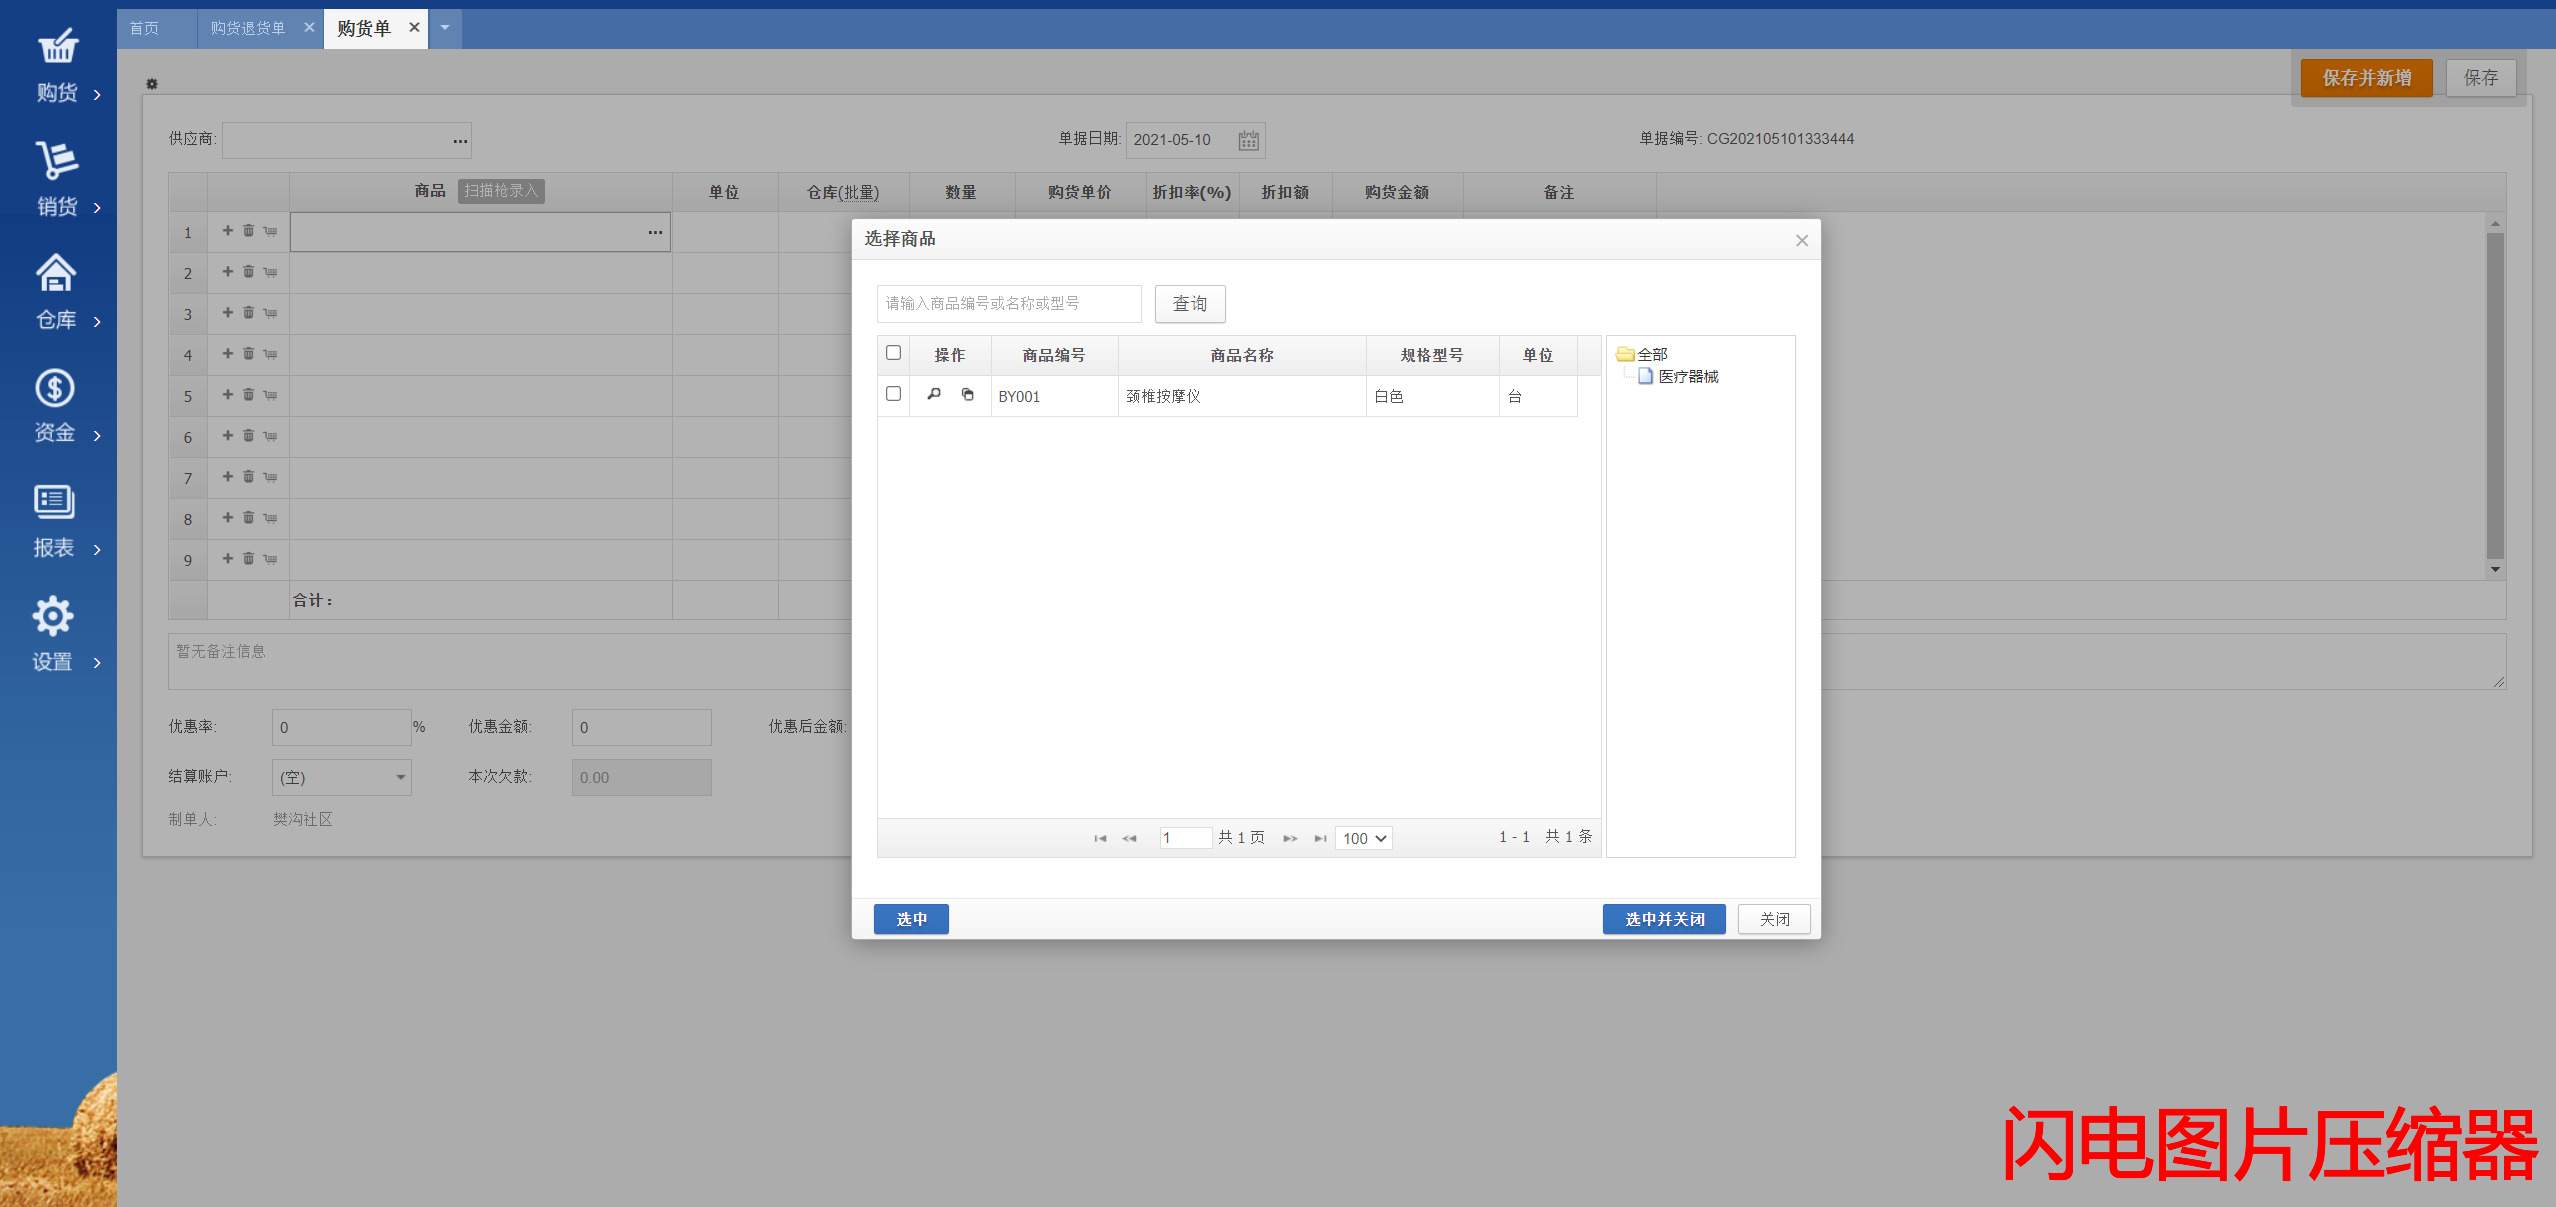 首页 购货退货单 购货单
保存并新增 保存
购货
销货
仓库
资金
报表
设置
供应商: 单据日期: 2021-05-10 单据编号: CG202105101333444
商品 扫描枪录入 单位 仓库(批量) 数量 购货单价 折扣率(%) 折扣额 购货金额 备注
1
2
3
4
5
6
7
8
9
合计：
暂无备注信息
优惠率: 0 % 优惠金额: 0 优惠后金额:
结算账户: (空) 本次欠款: 0.00
制单人: 樊沟社区
选择商品
请输入商品编号或名称或型号 查询
操作 商品编号 商品名称 规格型号 单位
BY001 颈椎按摩仪 白色 台
全部
医疗器械
1 共 1 页 100 1 - 1 共 1 条
选中 选中并关闭 关闭
闪电图片压缩器